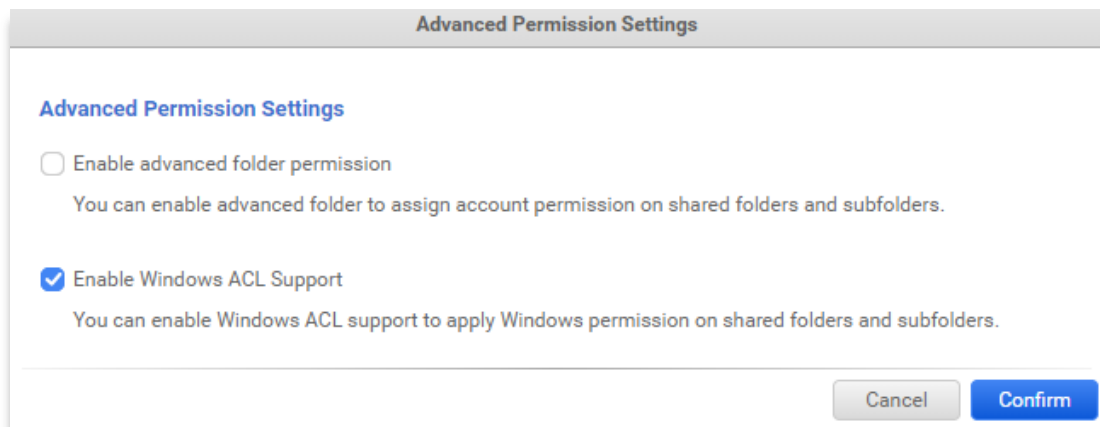 Advanced Permission Settings
Advanced Permission Settings
Enable advanced folder permission
You can enable advanced folder to assign account permission on shared folders and subfolders.
Enable Windows ACL Support
You can enable Windows ACL support to apply Windows permission on shared folders and subfolders.
Cancel Confirm